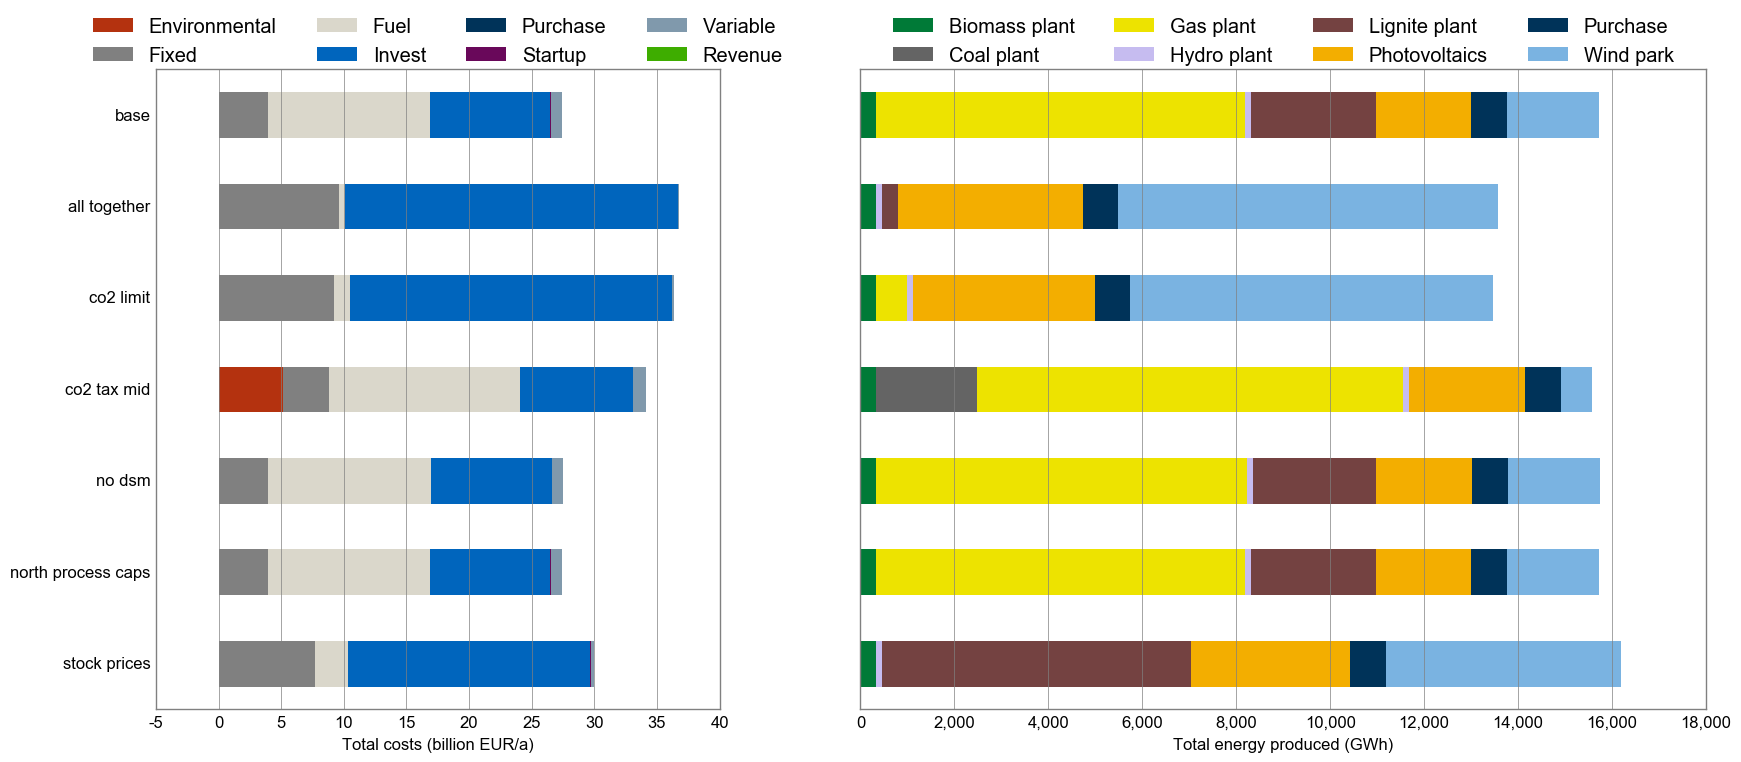 Environmental Fuel Purchase Variable
Fixed Invest Startup Revenue
Biomass plant Gas plant Lignite plant Purchase
Coal plant Hydro plant Photovoltaics Wind park
base
all together
co2 limit
co2 tax mid
no dsm
north process caps
stock prices
-5 0 5 10 15 20 25 30 35 40
Total costs (billion EUR/a)
0 2,000 4,000 6,000 8,000 10,000 12,000 14,000 16,000 18,000
Total energy produced (GWh)